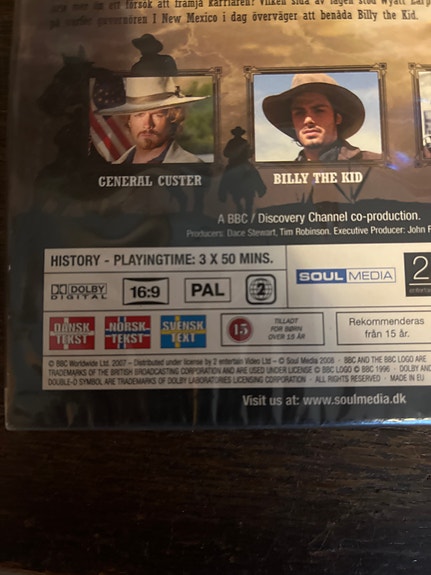 mer än ett försök att främja karriären? Vilken sida av lagen stod Wyatt Earp
på varför guvernören I New Mexico i dag överväger att benåda Billy the Kid.
GENERAL CUSTER
BILLY THE KID
A BBC / Discovery Channel co-production.
Producers: Dace Stewart, Tim Robinson. Executive Producer: John
HISTORY - PLAYINGTIME: 3 X 50 MINS.
DOLBY DIGITAL
16:9
PAL
2
SOUL MEDIA
2
DANSK TEKST
NORSK TEKST
SVENSK TEXT
15
TILLADT FOR BØRN OVER 15 ÅR
Rekommenderas från 15 år.
© BBC Worldwide Ltd. 2007 - Distributed under license by 2 entertain Video Ltd - © Soul Media 2008 · BBC AND THE BBC LOGO ARE
TRADEMARKS OF THE BRITISH BROADCASTING CORPORATION AND ARE USED UNDER LICENSE © BBC LOGO © BBC 1996 · DOLBY AND
DOUBLE-D SYMBOL ARE TRADEMARKS OF DOLBY LABORATORIES LICENSING CORPORATION · ALL RIGHTS RESERVED · MADE IN EU
Visit us at: www.soulmedia.dk